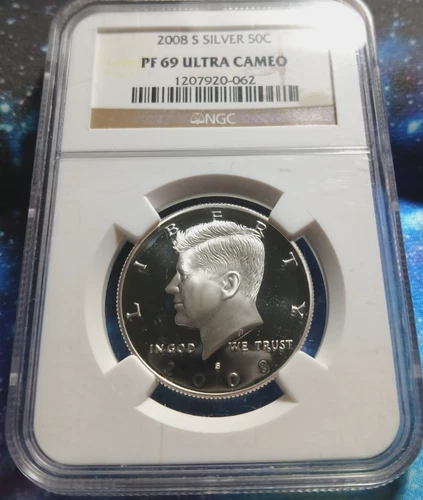 2008 S SILVER 50C
PF 69 ULTRA CAMEO
1207920-062
NGC
LIBERTY
IN GOD WE TRUST
S
2008